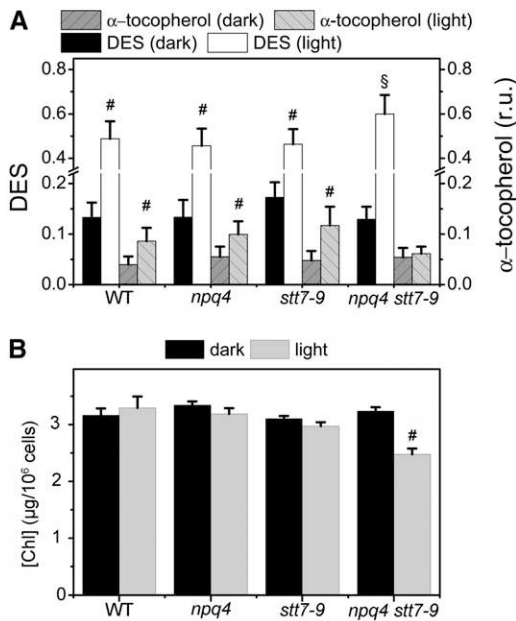 A
α–tocopherol (dark) α-tocopherol (light)
DES (dark) DES (light)
DES
0.8
0.6
0.4
0.2
0.1
0.0
# # # # # # §
0.8
0.6
0.4
0.2
0.1
0.0
α–tocopherol (r.u.)
WT npq4 stt7-9 npq4 stt7-9
B
dark light
[Chl] (µg/10⁶ cells)
3
2
1
0
#
WT npq4 stt7-9 npq4 stt7-9